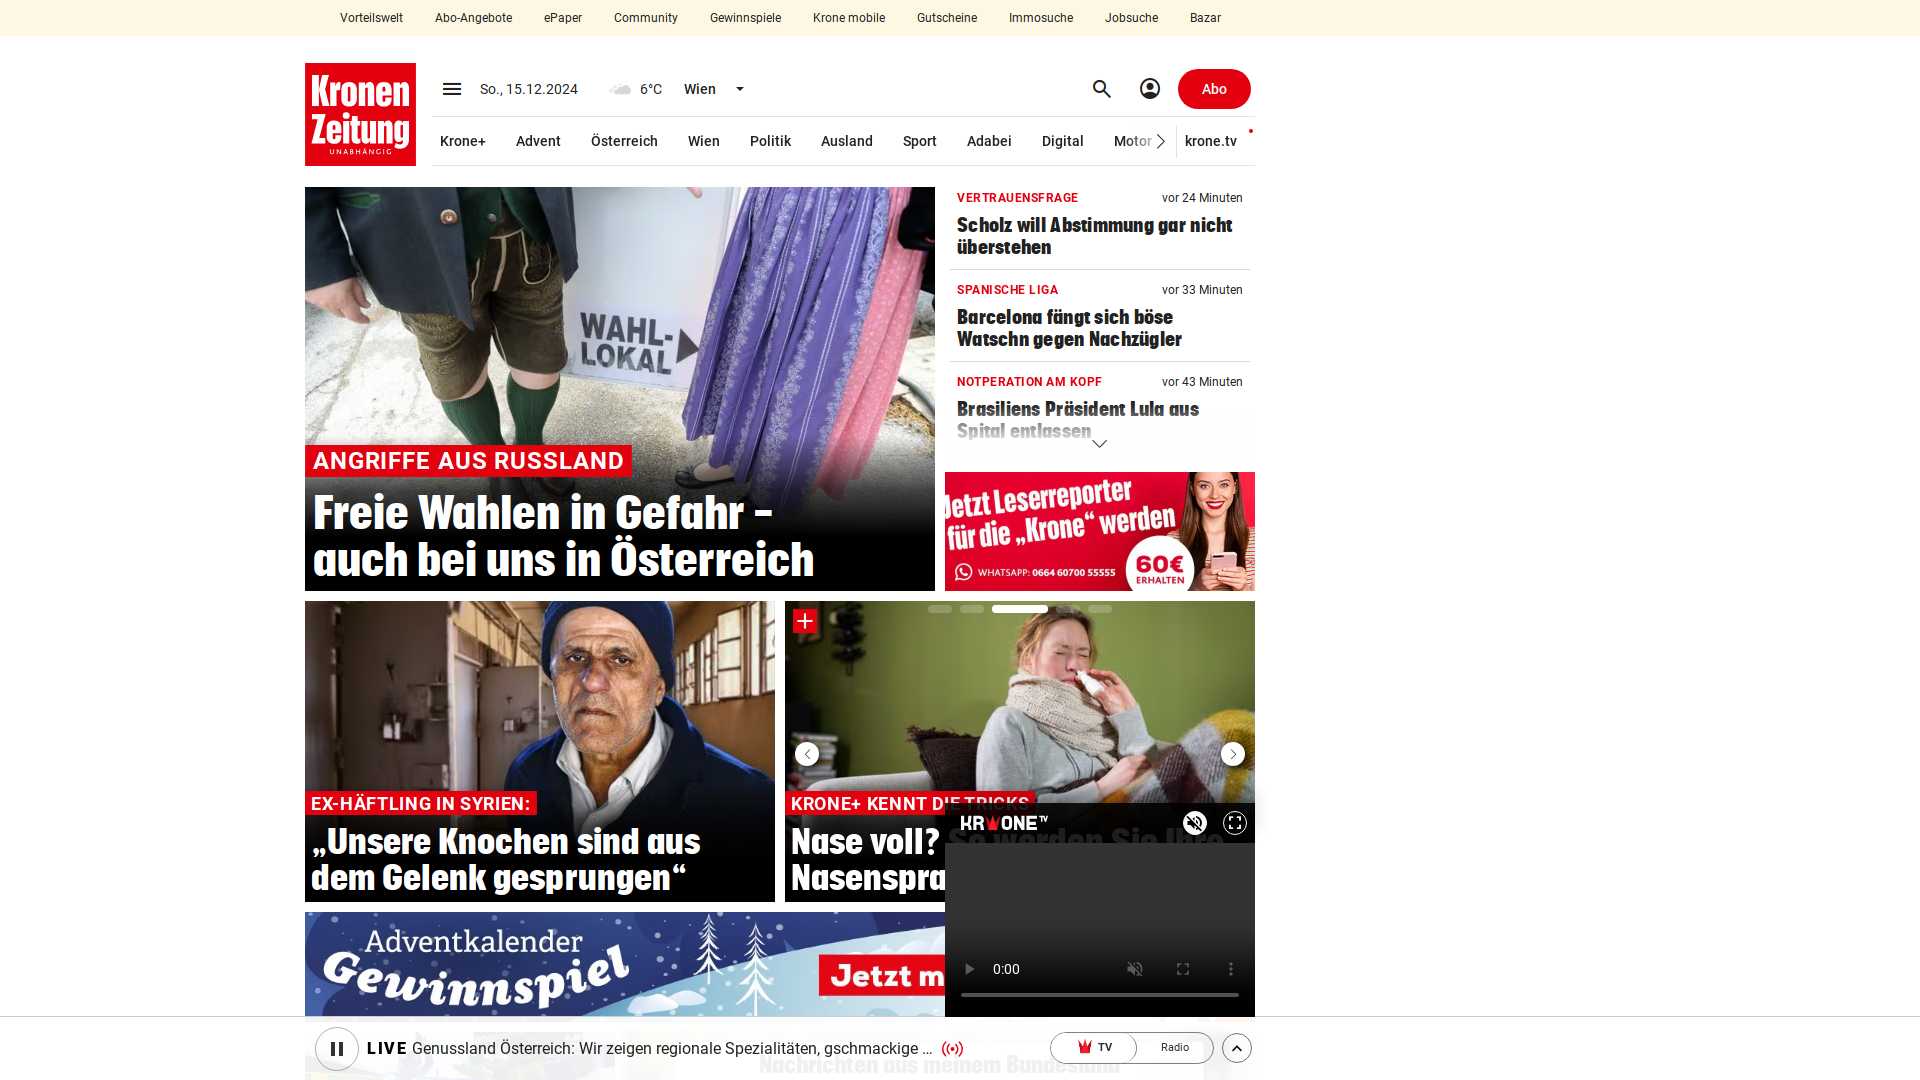 Vorteilswelt Abo-Angebote ePaper Community Gewinnspiele Krone mobile Gutscheine Immosuche Jobsuche Bazar
Kronen
Zeitung
UNABHÄNGIG
So., 15.12.2024 6°C Wien
Abo
Krone+ Advent Österreich Wien Politik Ausland Sport Adabei Digital Motor krone.tv
WAHL-
LOKAL
ANGRIFFE AUS RUSSLAND
Freie Wahlen in Gefahr –
auch bei uns in Österreich
VERTRAUENSFRAGE vor 24 Minuten
Scholz will Abstimmung gar nicht
überstehen
SPANISCHE LIGA vor 33 Minuten
Barcelona fängt sich böse
Watschn gegen Nachzügler
NOTPERATION AM KOPF vor 43 Minuten
Brasiliens Präsident Lula aus
Spital entlassen
Jetzt Leserreporter
für die „Krone“ werden
WHATSAPP: 0664 60700 55555
60€
ERHALTEN
EX-HÄFTLING IN SYRIEN:
„Unsere Knochen sind aus
dem Gelenk gesprungen“
KRONE+ KENNT DIE TRICKS
Nase voll? So werden Sie Ihre
Nasenspra
KRONE TV
0:00
Adventkalender
Gewinnspiel
Jetzt m
LIVE Genussland Österreich: Wir zeigen regionale Spezialitäten, gschmackige ...
TV Radio
Nachrichten aus meinem Bundesland